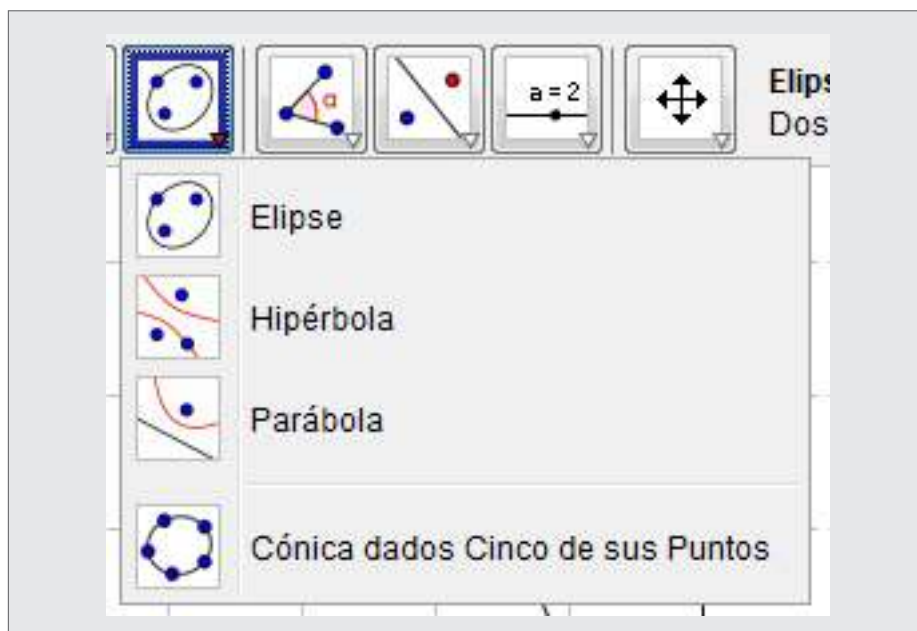 a = 2
Elips
Dos
Elipse
Hipérbola
Parábola
Cónica dados Cinco de sus Puntos